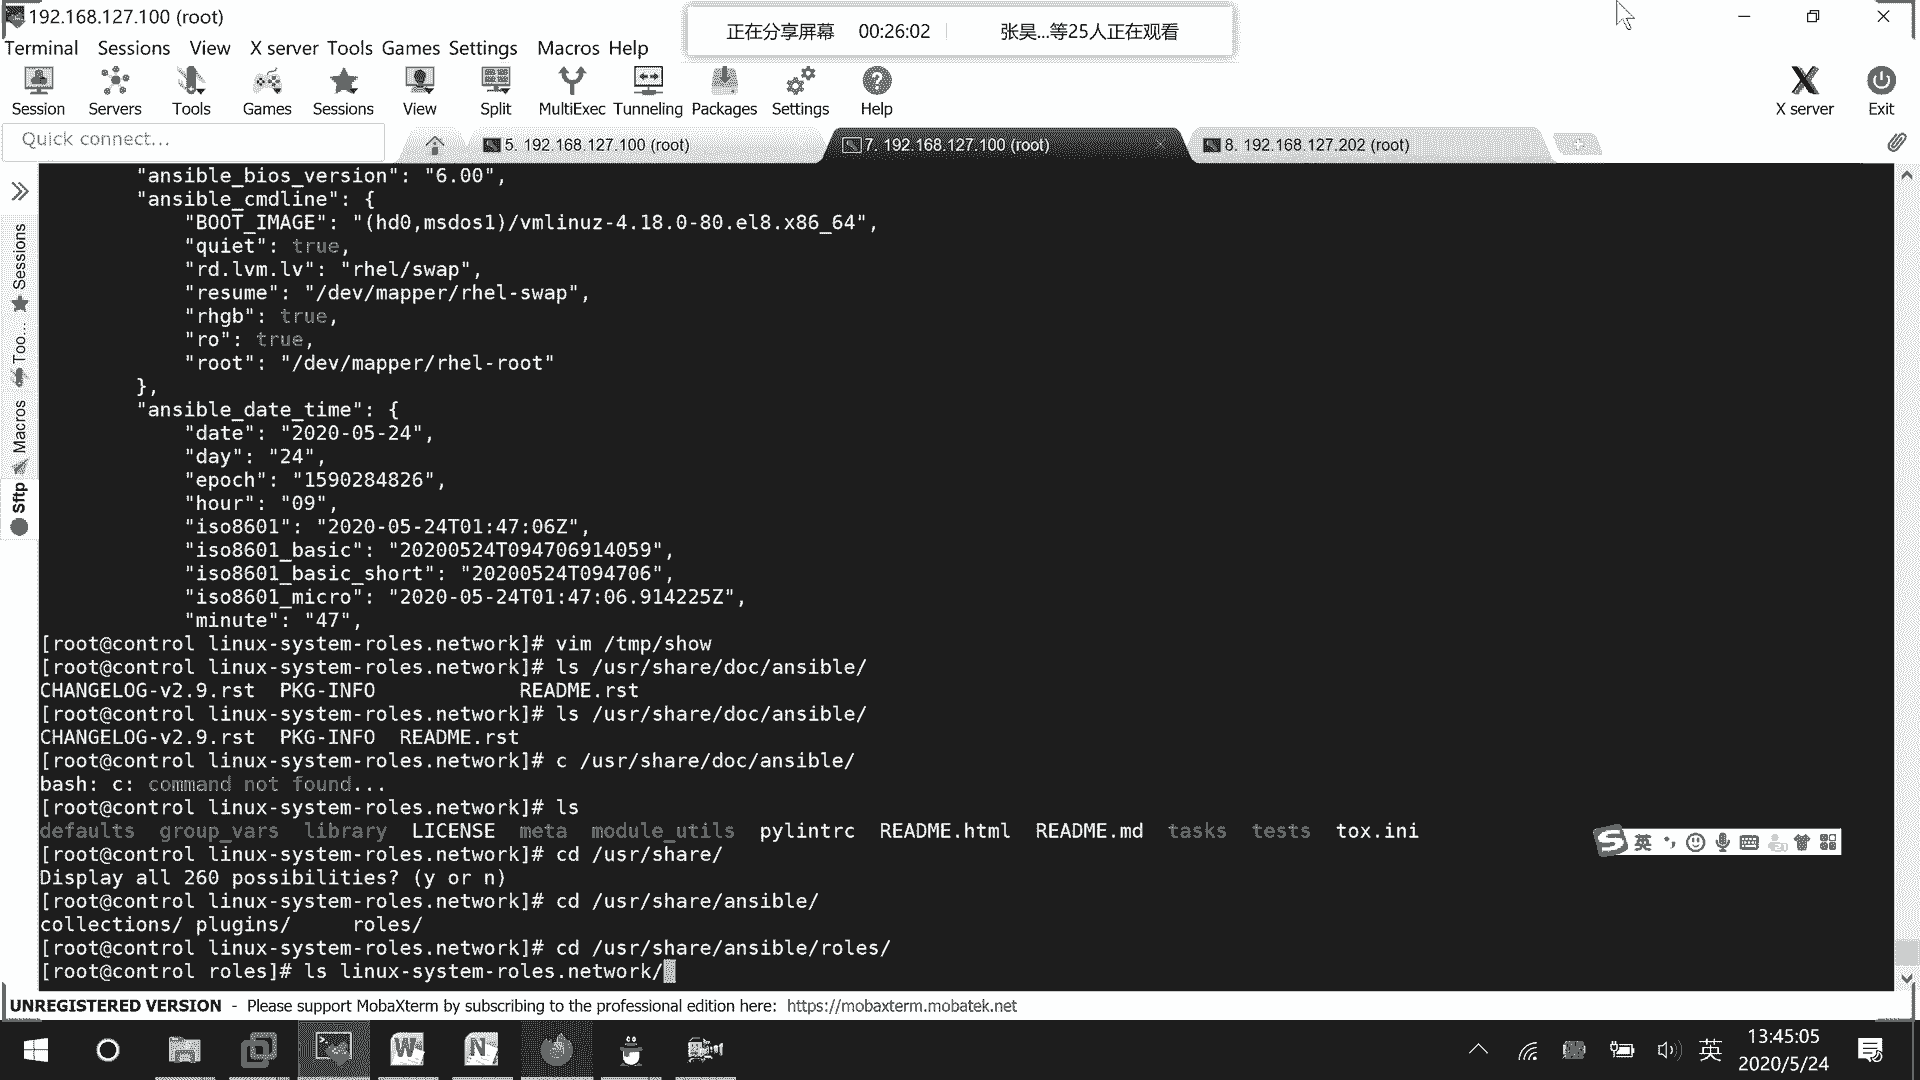 192.168.127.100 (root)
正在分享屏幕 00:26:02 张昊...等25人正在观看
Terminal Sessions View X server Tools Games Settings Macros Help
Session Servers Tools Games Sessions View Split MultiExec Tunneling Packages Settings Help X server Exit
Quick connect... 5. 192.168.127.100 (root) 7. 192.168.127.100 (root) 8. 192.168.127.202 (root)
Sessions
Too...
Macros
Sftp
"ansible_bios_version": "6.00",
"ansible_cmdline": {
"BOOT_IMAGE": "(hd0,msdos1)/vmlinuz-4.18.0-80.el8.x86_64",
"quiet": true,
"rd.lvm.lv": "rhel/swap",
"resume": "/dev/mapper/rhel-swap",
"rhgb": true,
"ro": true,
"root": "/dev/mapper/rhel-root"
},
"ansible_date_time": {
"date": "2020-05-24",
"day": "24",
"epoch": "1590284826",
"hour": "09",
"iso8601": "2020-05-24T01:47:06Z",
"iso8601_basic": "20200524T094706914059",
"iso8601_basic_short": "20200524T094706",
"iso8601_micro": "2020-05-24T01:47:06.914225Z",
"minute": "47",
[root@control linux-system-roles.network]# vim /tmp/show
[root@control linux-system-roles.network]# ls /usr/share/doc/ansible/
CHANGELOG-v2.9.rst PKG-INFO README.rst
[root@control linux-system-roles.network]# ls /usr/share/doc/ansible/
CHANGELOG-v2.9.rst PKG-INFO README.rst
[root@control linux-system-roles.network]# c /usr/share/doc/ansible/
bash: c: command not found...
[root@control linux-system-roles.network]# ls
defaults group_vars library LICENSE meta module_utils pylintrc README.html README.md tasks tests tox.ini
[root@control linux-system-roles.network]# cd /usr/share/
Display all 260 possibilities? (y or n)
[root@control linux-system-roles.network]# cd /usr/share/ansible/
collections/ plugins/ roles/
[root@control linux-system-roles.network]# cd /usr/share/ansible/roles/
[root@control roles]# ls linux-system-roles.network/
英
UNREGISTERED VERSION - Please support MobaXterm by subscribing to the professional edition here: https://mobaxterm.mobatek.net
英 13:45:05
2020/5/24